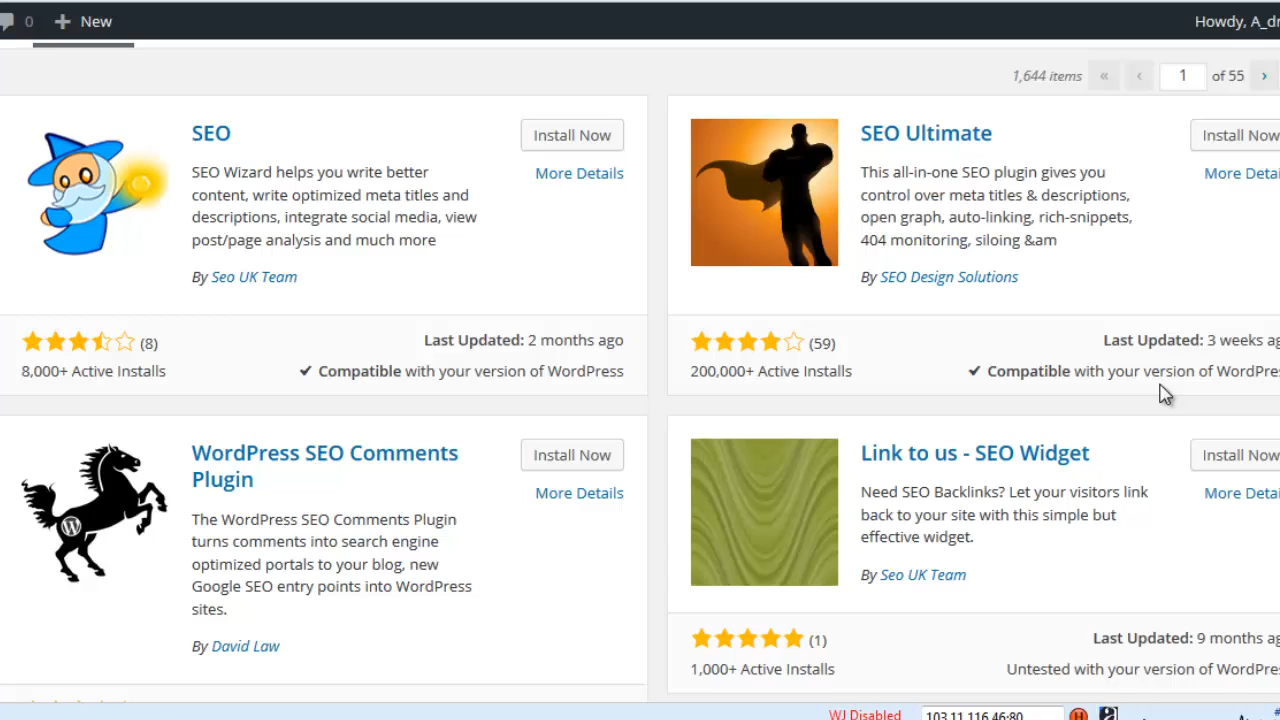 0 + New
Howdy, A_dr
1,644 items « ‹ 1 of 55 ›
SEO
Install Now
More Details
SEO Wizard helps you write better
content, write optimized meta titles and
descriptions, integrate social media, view
post/page analysis and much more
By Seo UK Team
(8)
Last Updated: 2 months ago
8,000+ Active Installs
✔ Compatible with your version of WordPress
SEO Ultimate
Install Now
More Detai
This all-in-one SEO plugin gives you
control over meta titles & descriptions,
open graph, auto-linking, rich-snippets,
404 monitoring, siloing &am
By SEO Design Solutions
(59)
Last Updated: 3 weeks ag
200,000+ Active Installs
✔ Compatible with your version of WordPres
WordPress SEO Comments
Plugin
Install Now
More Details
The WordPress SEO Comments Plugin
turns comments into search engine
optimized portals to your blog, new
Google SEO entry points into WordPress
sites.
By David Law
Link to us - SEO Widget
Install Now
More Detai
Need SEO Backlinks? Let your visitors link
back to your site with this simple but
effective widget.
By Seo UK Team
(1)
Last Updated: 9 months ag
1,000+ Active Installs
Untested with your version of WordPres
WJ Disabled 103.11.116.46:80